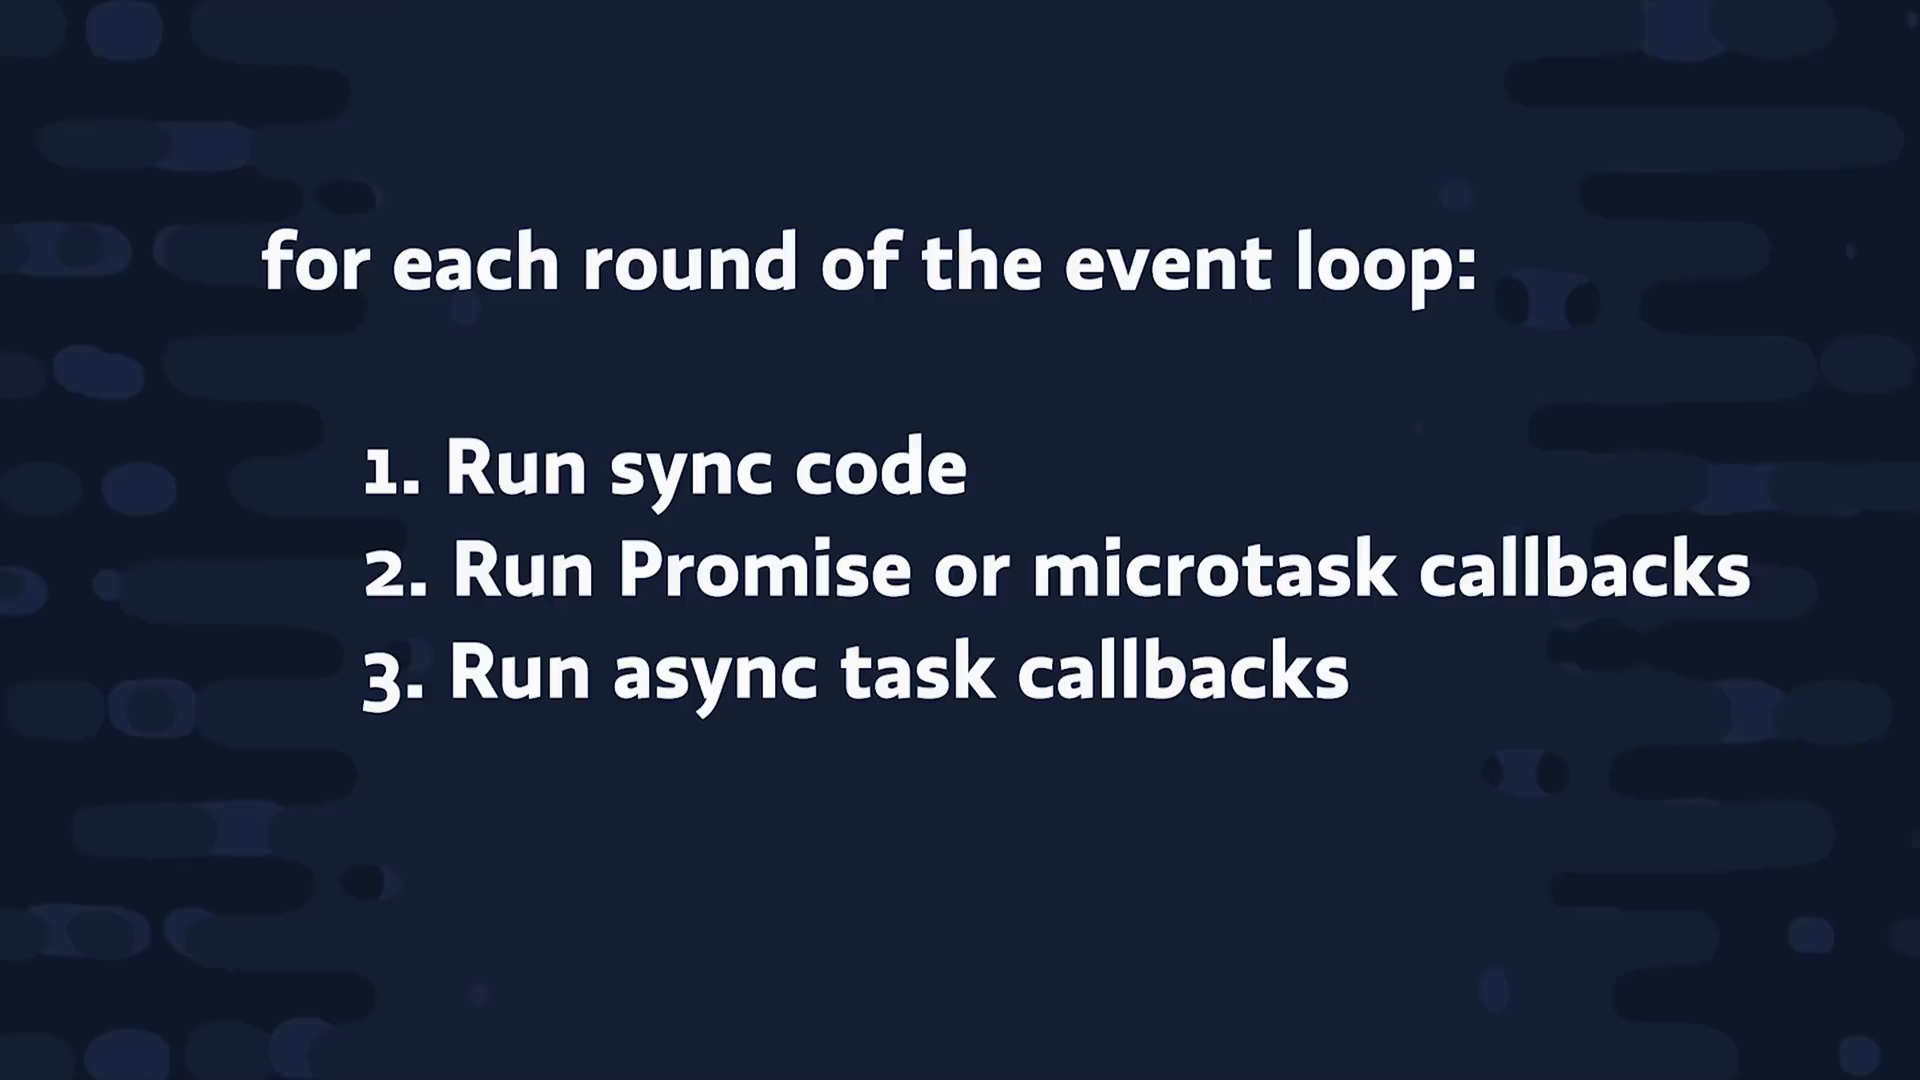 for each round of the event loop:
1. Run sync code
2. Run Promise or microtask callbacks
3. Run async task callbacks